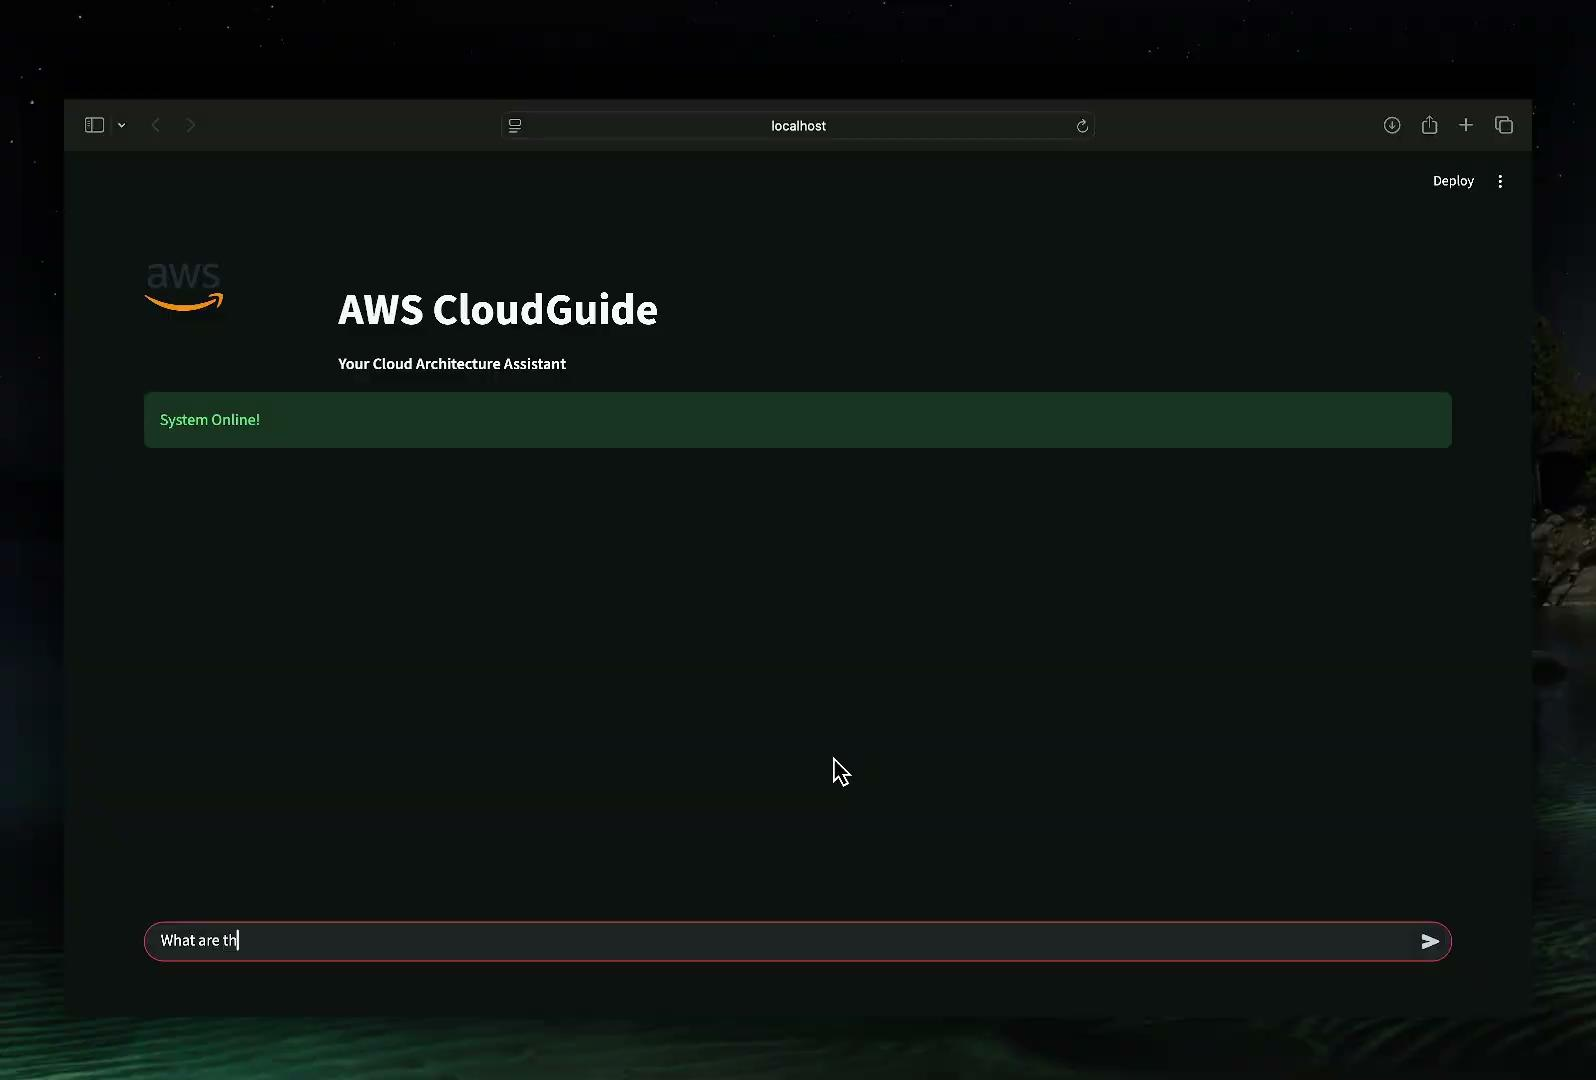 localhost
Deploy
aws
AWS CloudGuide
Your Cloud Architecture Assistant
System Online!
What are th